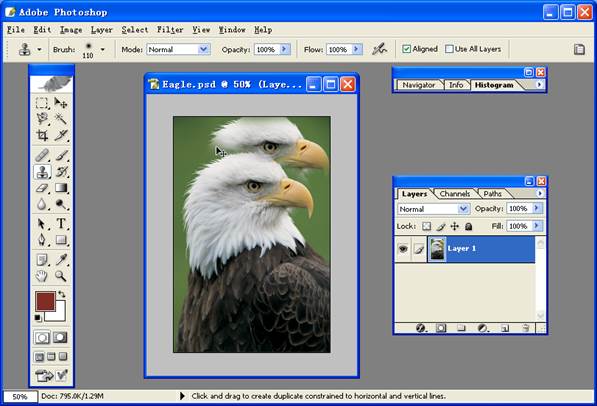 Adobe Photoshop
File Edit Image Layer Select Filter View Window Help
Brush: 110 Mode: Normal Opacity: 100% Flow: 100% Aligned Use All Layers
Eagle.psd @ 50% (Laye...
Navigator Info Histogram
Layers Channels Paths
Normal Opacity: 100%
Lock: Fill: 100%
Layer 1
T
50% Doc: 795.0K/1.29M Click and drag to create duplicate constrained to horizontal and vertical lines.